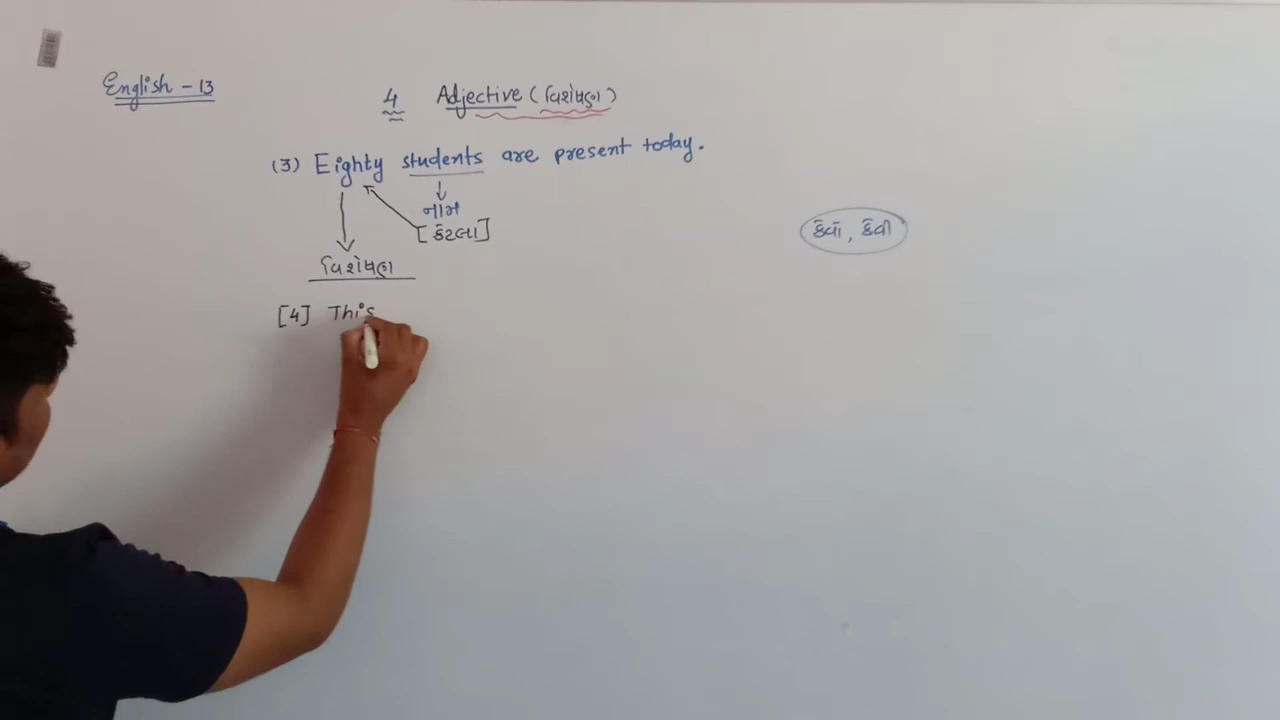 English - 13
4 Adjective (વિશેષણ)
(3) Eighty students are present today.
નામ
[કેટલા]
કેવો, કેવી
વિશેષણ
[4] This